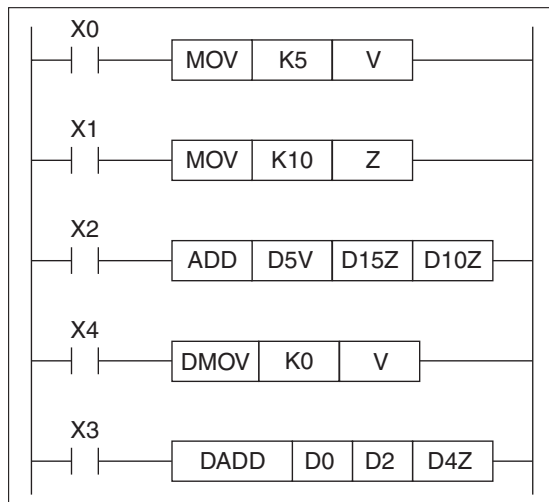 X0
MOV K5 V
X1
MOV K10 Z
X2
ADD D5V D15Z D10Z
X4
DMOV K0 V
X3
DADD D0 D2 D4Z